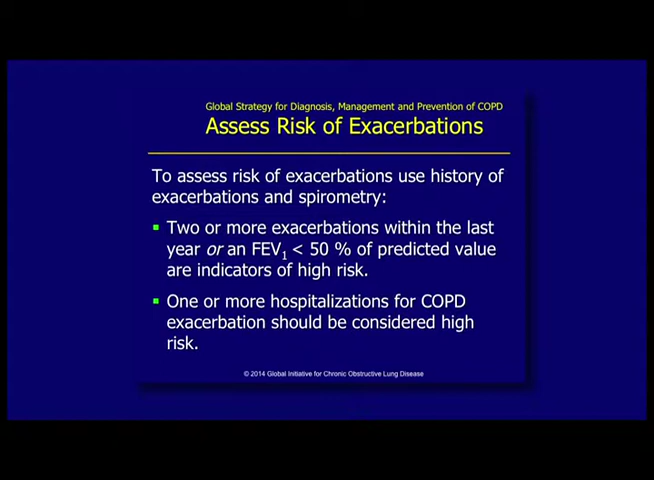 Global Strategy for Diagnosis, Management and Prevention of COPD
Assess Risk of Exacerbations
To assess risk of exacerbations use history of
exacerbations and spirometry:
Two or more exacerbations within the last
year or an FEV1 < 50 % of predicted value
are indicators of high risk.
One or more hospitalizations for COPD
exacerbation should be considered high
risk.
© 2014 Global Initiative for Chronic Obstructive Lung Disease